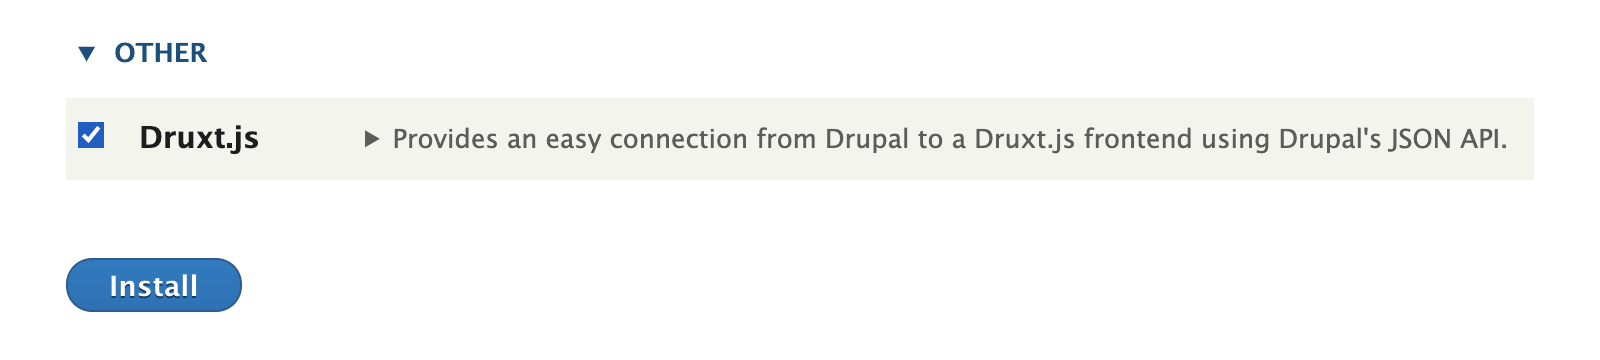 OTHER
Druxt.js Provides an easy connection from Drupal to a Druxt.js frontend using Drupal's JSON API.
Install